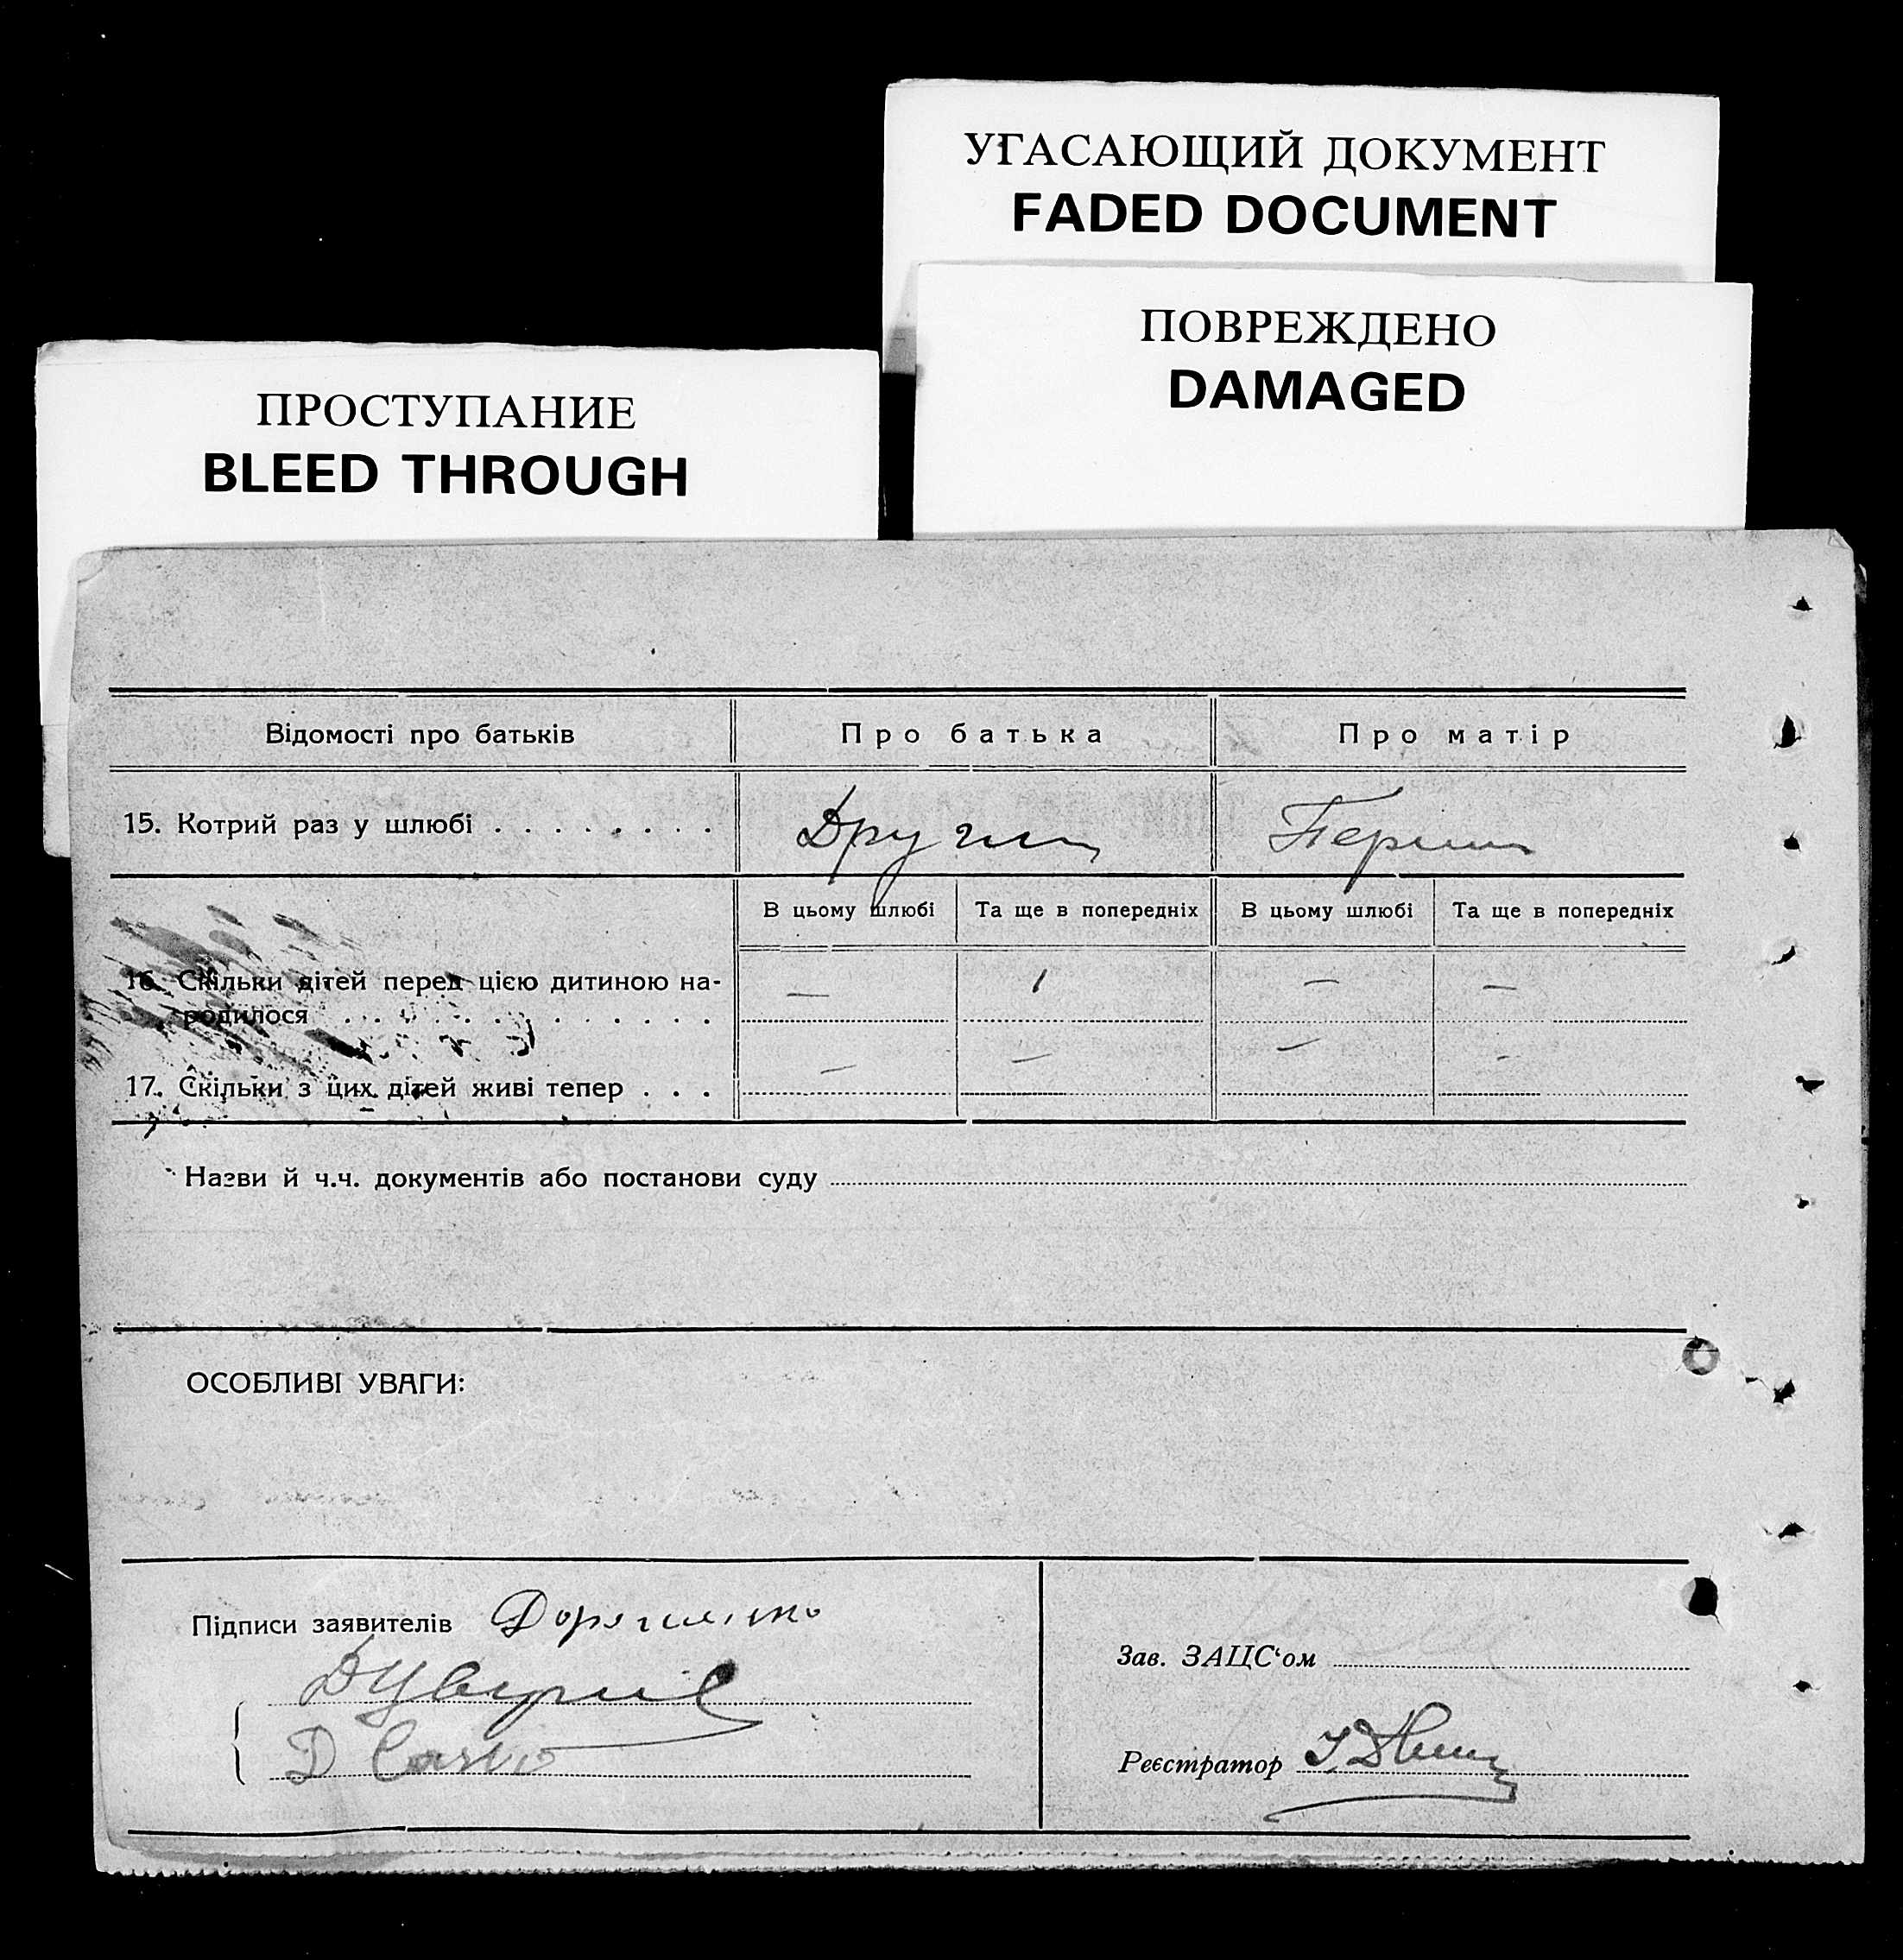 УГАСАЮЩИЙ ДОКУМЕНТ
FADED DOCUMENT
ПОВРЕЖДЕНО
DAMAGED
ПРОСТУПАНИЕ
BLEED THROUGH
Відомості про батьків Про батька Про матір
15. Котрий раз у шлюбі . . . . . . . . Другий Перший
В цьому шлюбі Та ще в попередніх В цьому шлюбі Та ще в попередніх
16. Скільки дітей перед цією дитиною на-
родилося . . . . . . . . . . . . . — 1 — —
17. Скільки з цих дітей живі тепер . . . — — — -
Назви й ч.ч. документів або постанови суду
ОСОБЛИВІ УВАГИ:
Підписи заявителів
Зав. ЗАЦС‘ом
Реєстратор